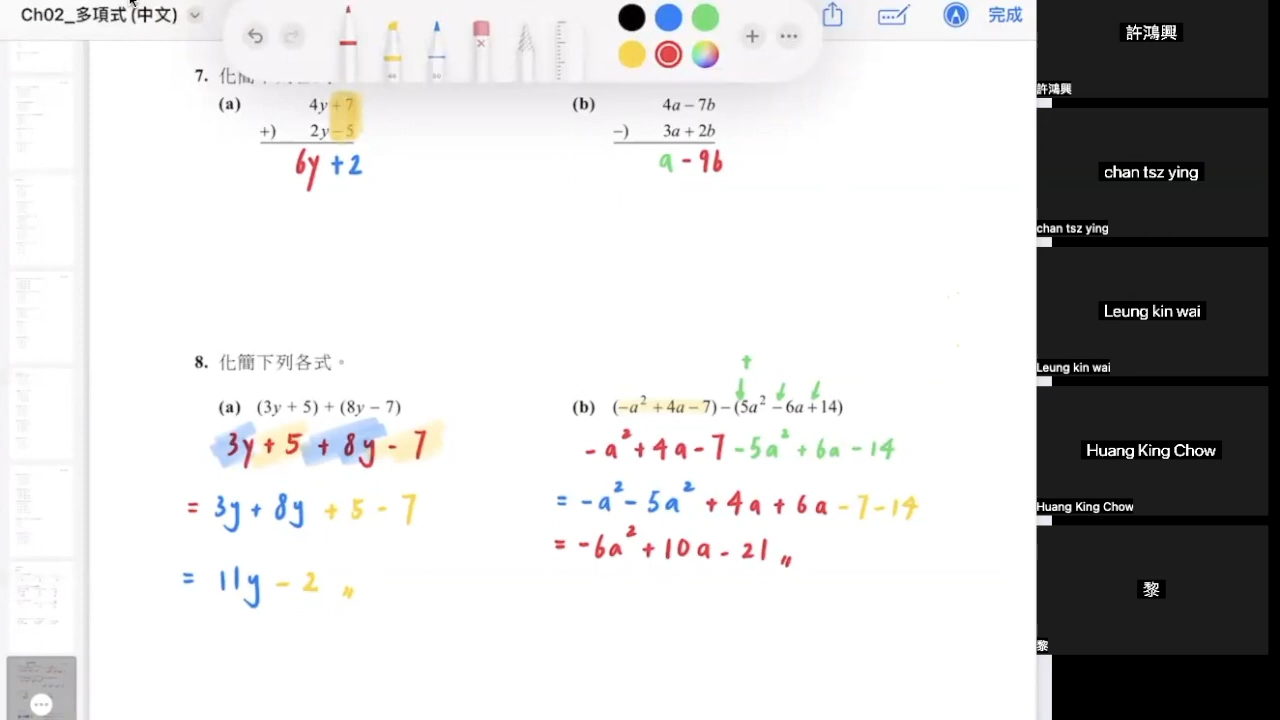 Ch02_多項式 (中文)
完成
7. 化簡
(a) 4y + 7
+) 2y − 5
6y + 2
(b) 4a − 7b
−) 3a + 2b
a - 9b
8. 化簡下列各式。
(a) (3y + 5) + (8y − 7)
3y + 5 + 8y - 7
= 3y + 8y + 5 - 7
= 11y - 2 〃
+
(b) (−a² + 4a − 7) − (5a² − 6a + 14)
- a² + 4a - 7 - 5a² + 6a - 14
= -a² - 5a² + 4a + 6a - 7 - 14
= -6a² + 10a - 21 〃
許鴻興
許鴻興
chan tsz ying
chan tsz ying
Leung kin wai
Leung kin wai
Huang King Chow
Huang King Chow
黎
黎